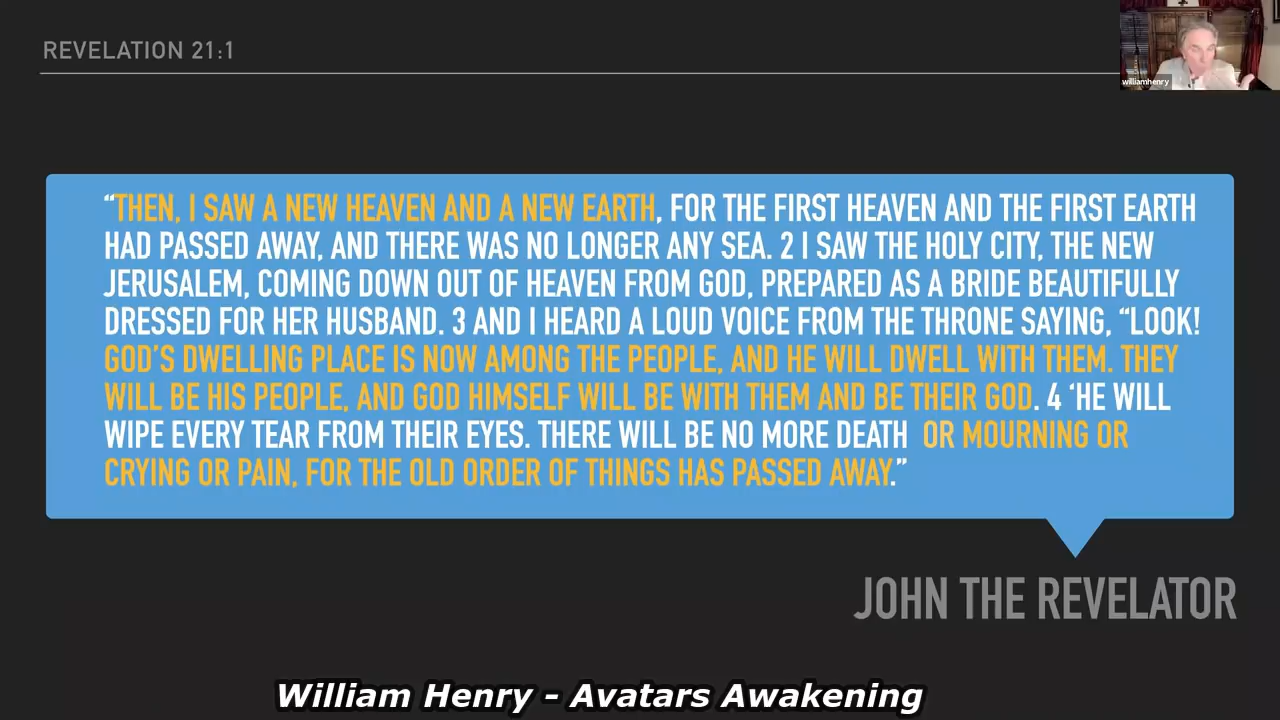 REVELATION 21:1
williamhenry
“THEN, I SAW A NEW HEAVEN AND A NEW EARTH, FOR THE FIRST HEAVEN AND THE FIRST EARTH
HAD PASSED AWAY, AND THERE WAS NO LONGER ANY SEA. 2 I SAW THE HOLY CITY, THE NEW
JERUSALEM, COMING DOWN OUT OF HEAVEN FROM GOD, PREPARED AS A BRIDE BEAUTIFULLY
DRESSED FOR HER HUSBAND. 3 AND I HEARD A LOUD VOICE FROM THE THRONE SAYING, “LOOK!
GOD’S DWELLING PLACE IS NOW AMONG THE PEOPLE, AND HE WILL DWELL WITH THEM. THEY
WILL BE HIS PEOPLE, AND GOD HIMSELF WILL BE WITH THEM AND BE THEIR GOD. 4 ‘HE WILL
WIPE EVERY TEAR FROM THEIR EYES. THERE WILL BE NO MORE DEATH OR MOURNING OR
CRYING OR PAIN, FOR THE OLD ORDER OF THINGS HAS PASSED AWAY.”
JOHN THE REVELATOR
William Henry - Avatars Awakening